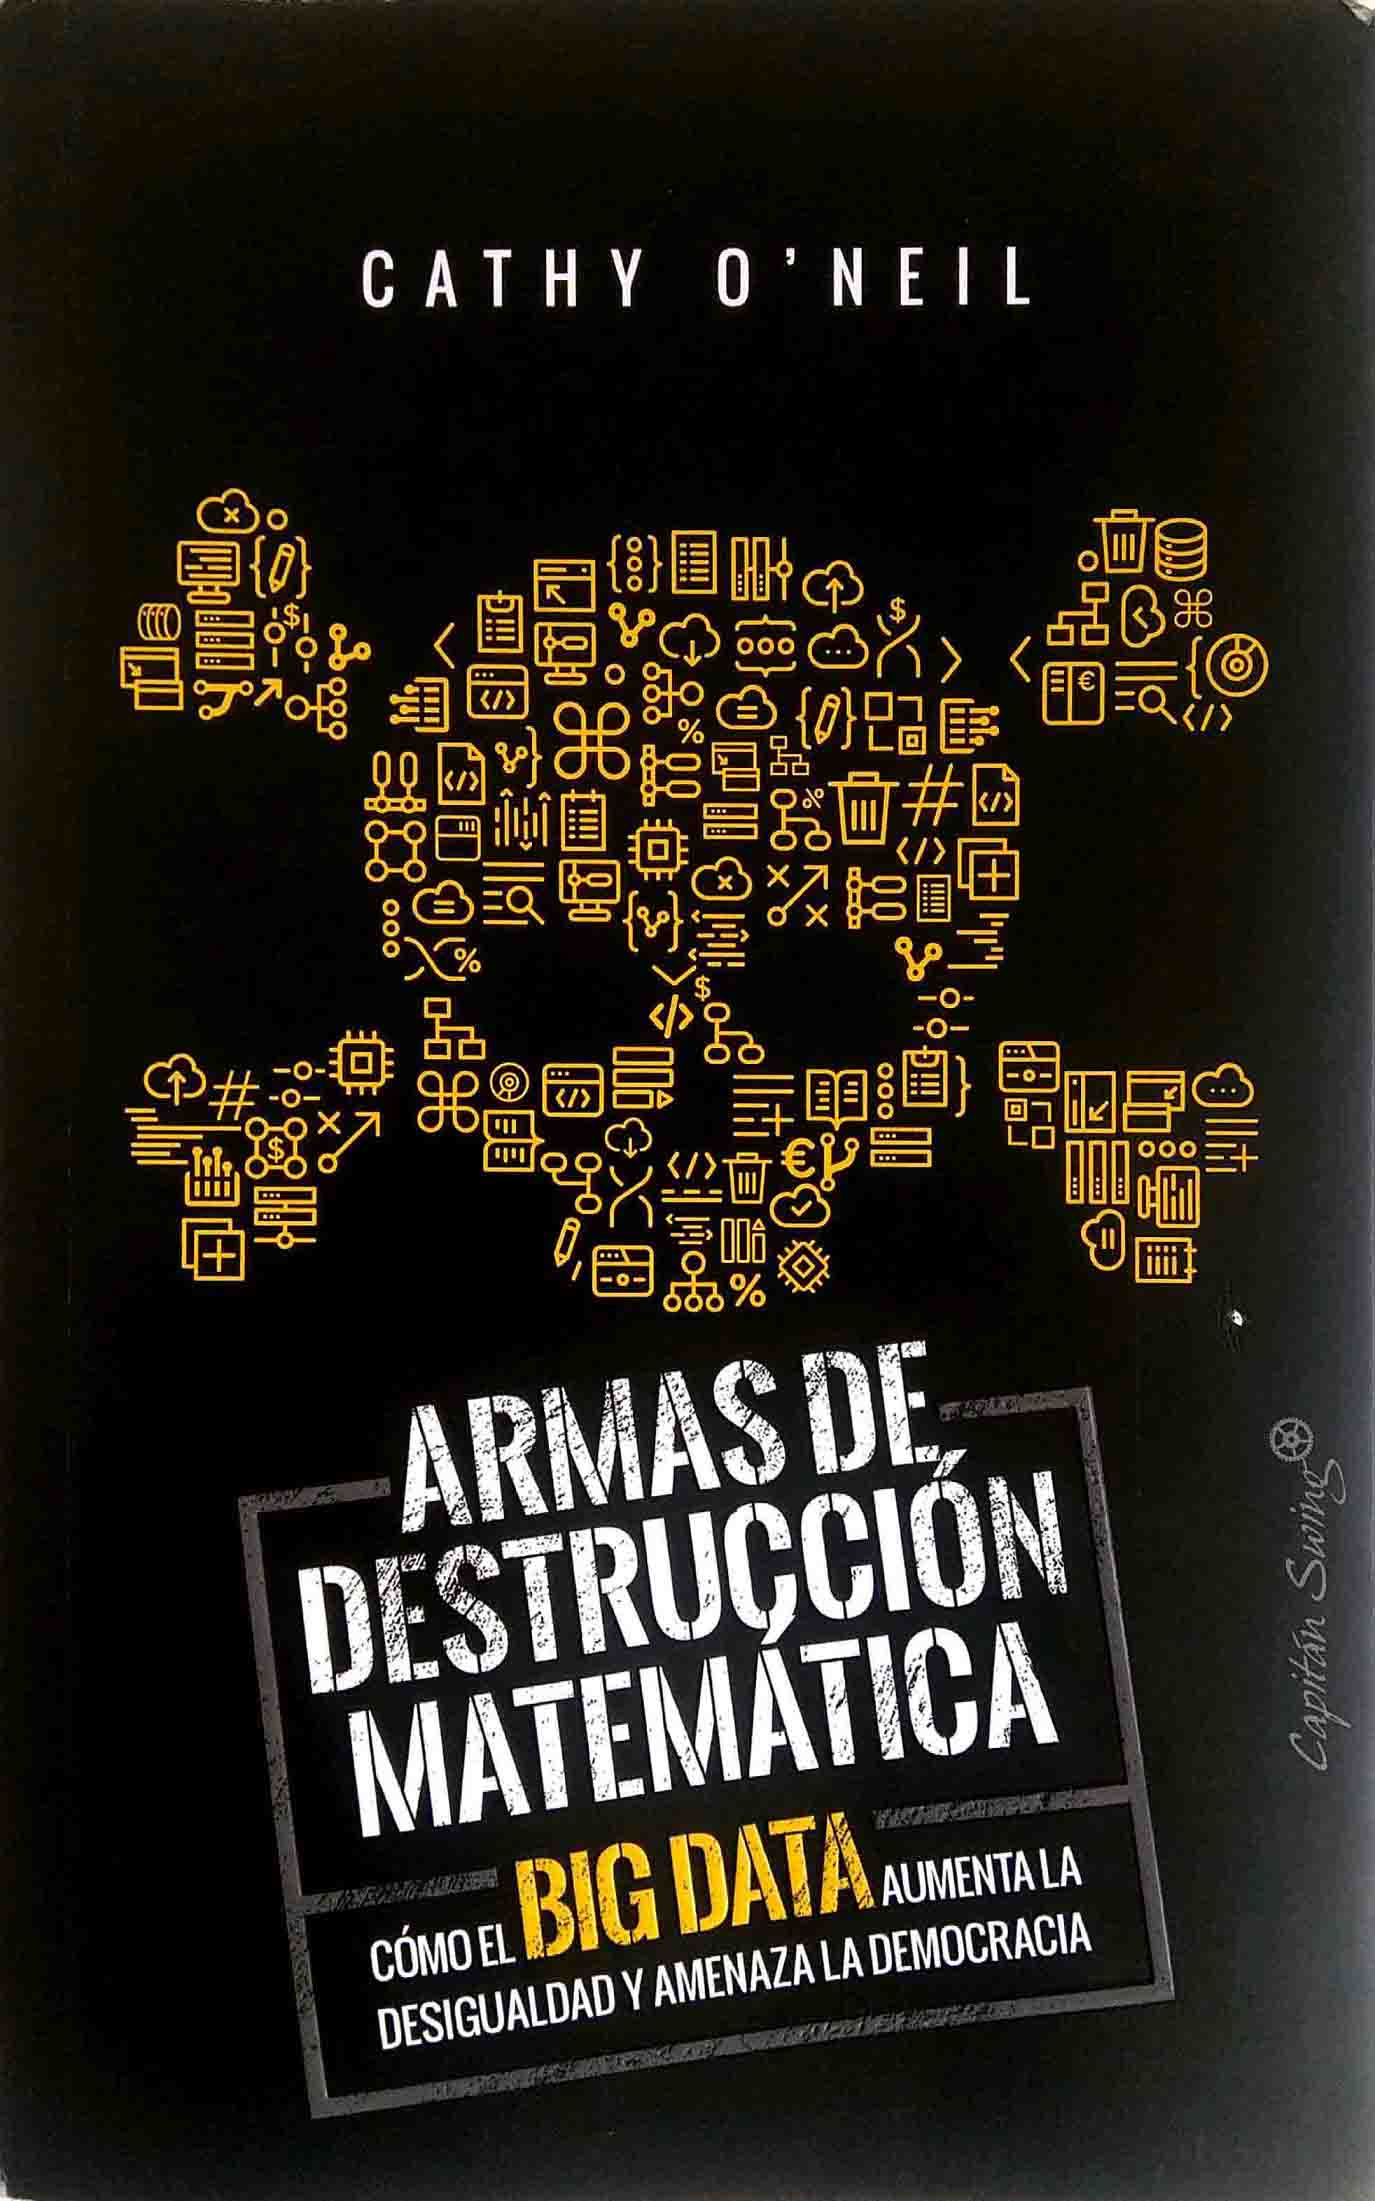 CATHY O'NEIL
ARMAS DE
DESTRUCCIÓN
MATEMÁTICA
CÓMO EL BIG DATA AUMENTA LA
DESIGUALDAD Y AMENAZA LA DEMOCRACIA
Capitán Swing